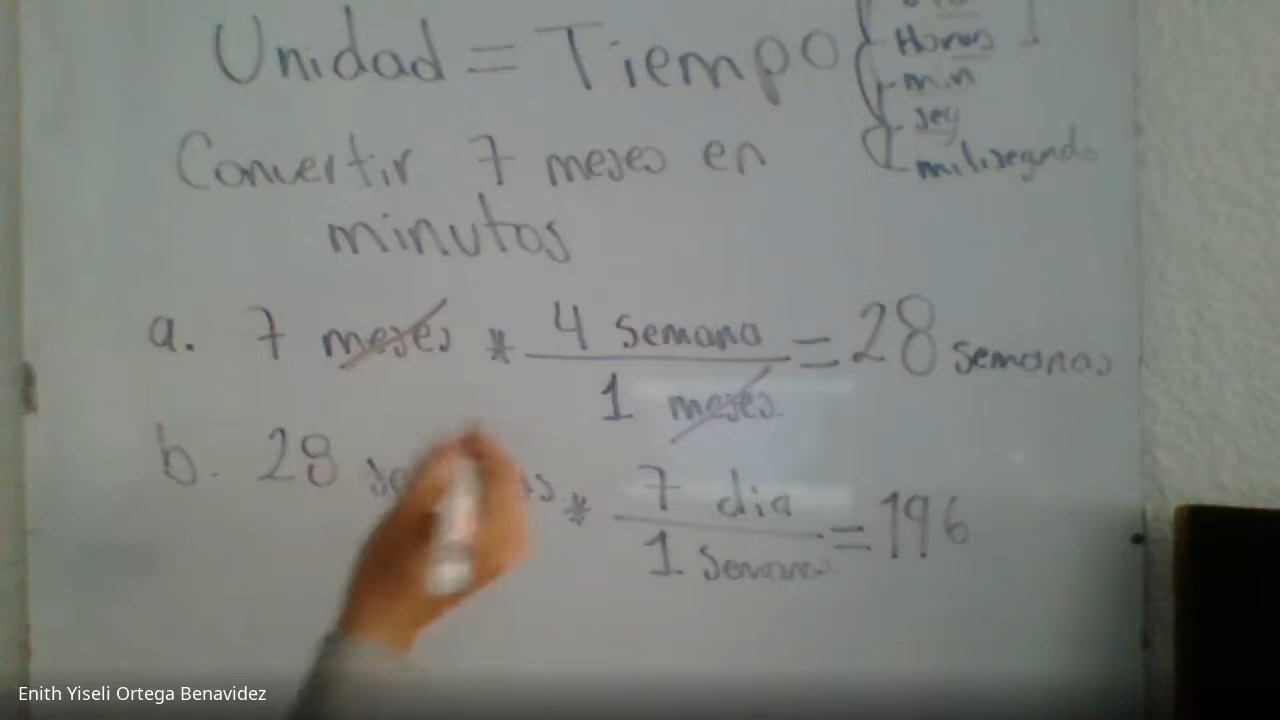 Unidad = Tiempo
Horas
min
seg
milisegundo
Convertir 7 meses en
minutos
a. 7 meses * 4 Semana / 1 meses = 28 semanas
b. 28 * 7 dia / 1 Semanas = 196
Enith Yiseli Ortega Benavidez